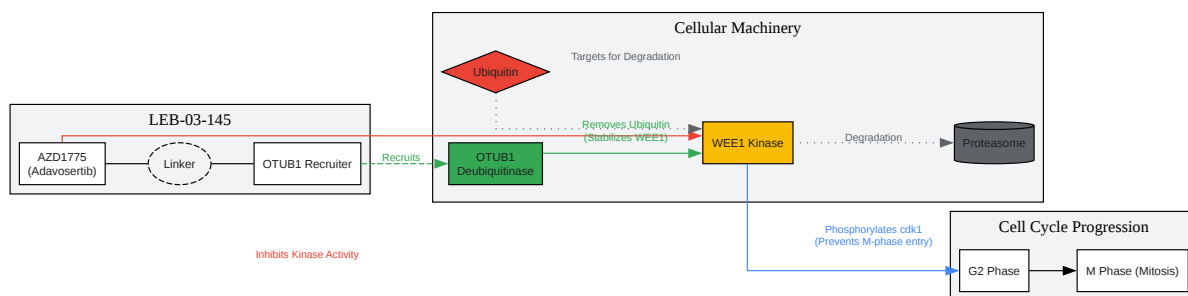 Cellular Machinery
Ubiquitin
Targets for Degradation
LEB-03-145
AZD1775
(Adavosertib)
Linker
OTUB1 Recruiter
Recruits
OTUB1
Deubiquitinase
Removes Ubiquitin
(Stabilizes WEE1)
WEE1 Kinase
Degradation
Proteasome
Inhibits Kinase Activity
Phosphorylates cdk1
(Prevents M-phase entry)
Cell Cycle Progression
G2 Phase
M Phase (Mitosis)